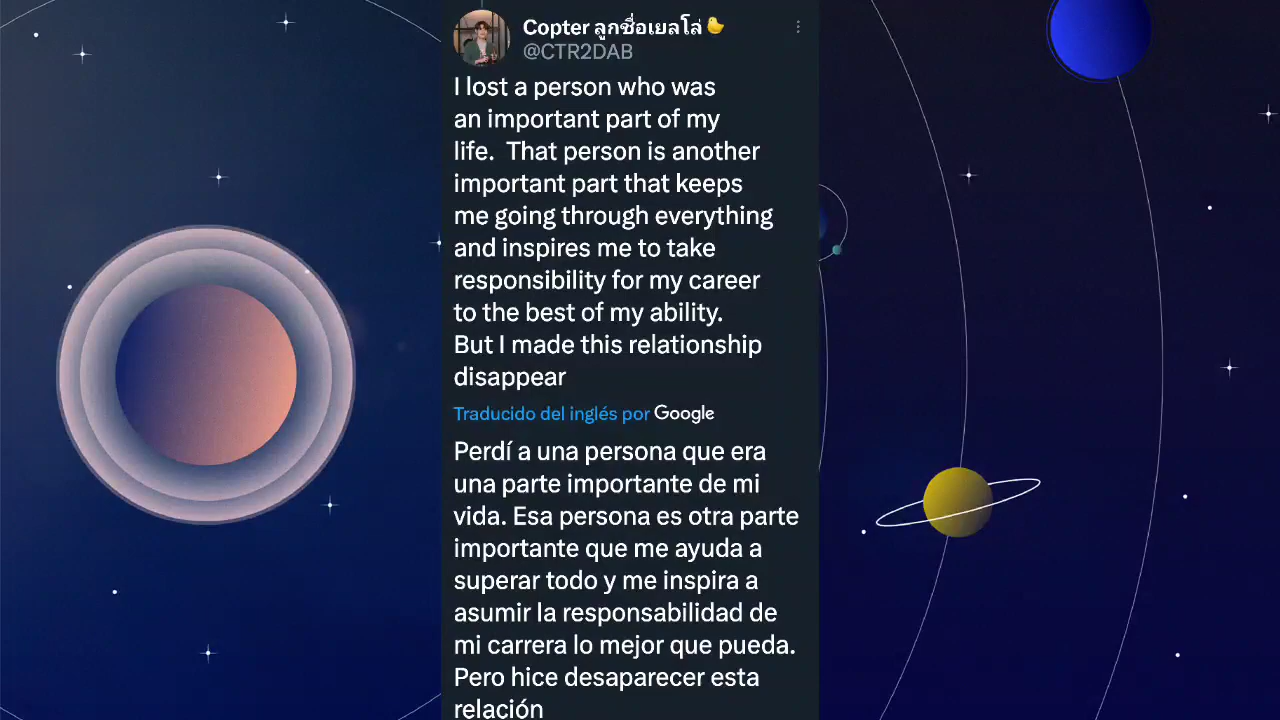 Copter ลูกชื่อเยลโล่🐤
@CTR2DAB
I lost a person who was
an important part of my
life.  That person is another
important part that keeps
me going through everything
and inspires me to take
responsibility for my career
to the best of my ability.
But I made this relationship
disappear
Traducido del inglés por Google
Perdí a una persona que era
una parte importante de mi
vida. Esa persona es otra parte
importante que me ayuda a
superar todo y me inspira a
asumir la responsabilidad de
mi carrera lo mejor que pueda.
Pero hice desaparecer esta
relación